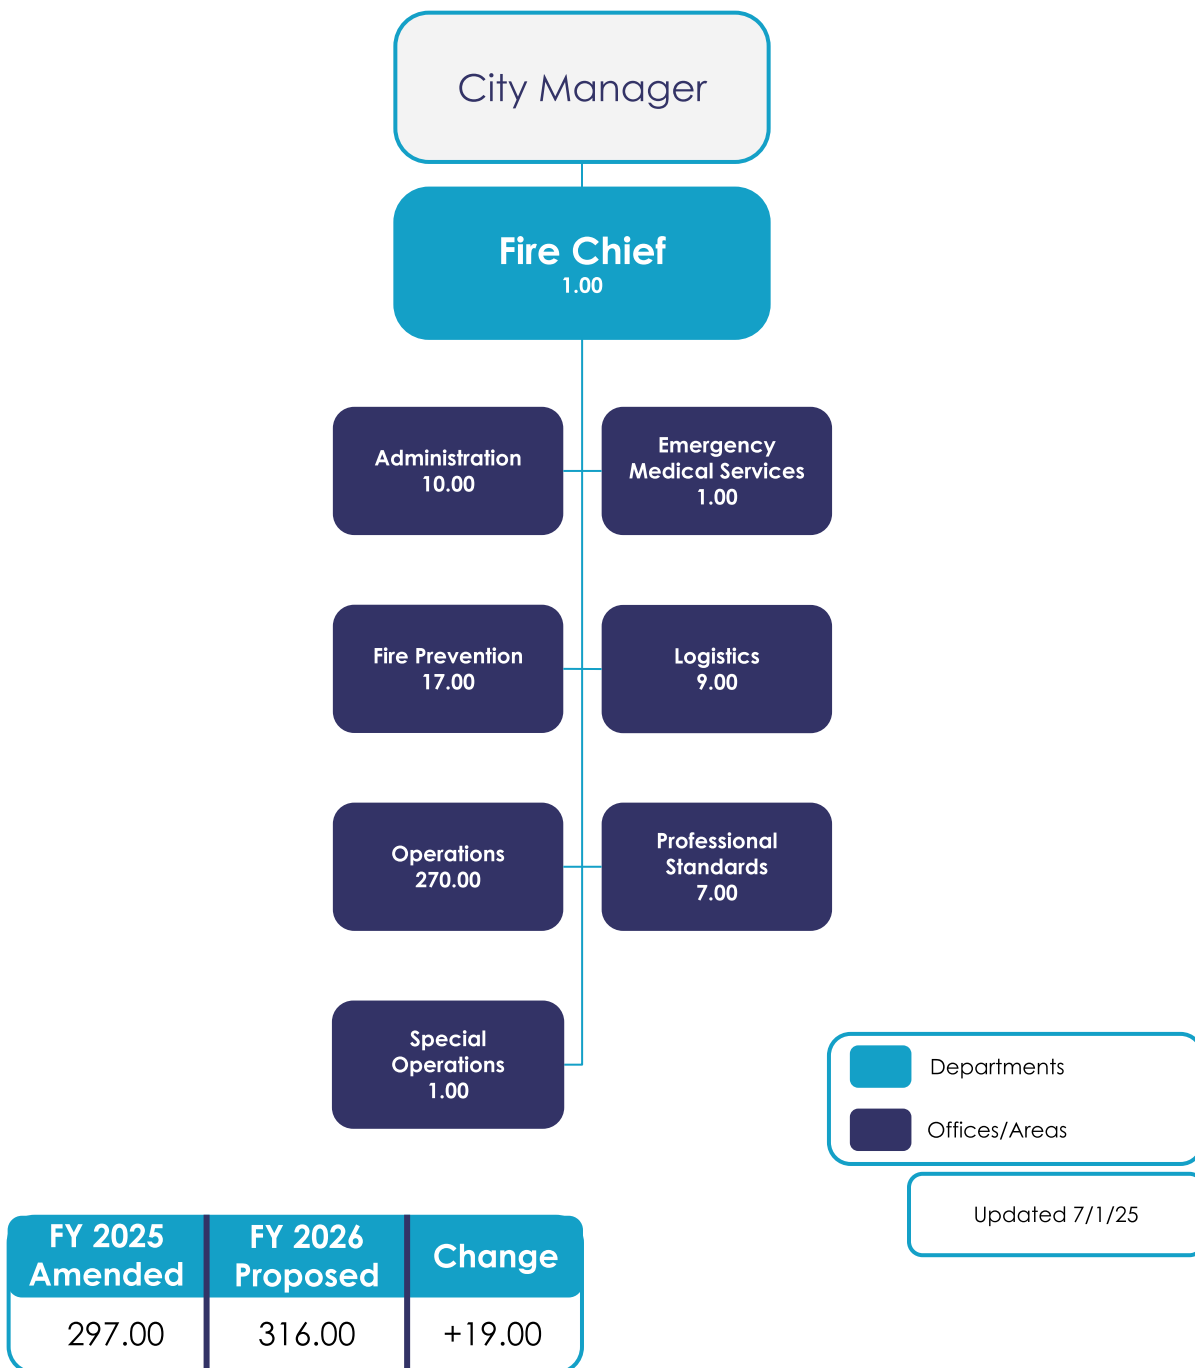 City Manager
Fire Chief
1.00
Administration
10.00
Emergency
Medical Services
1.00
Fire Prevention
17.00
Logistics
9.00
Operations
270.00
Professional
Standards
7.00
Special
Operations
1.00
Departments
Offices/Areas
Updated 7/1/25
FY 2025
Amended
FY 2026
Proposed
Change
297.00
316.00
+19.00